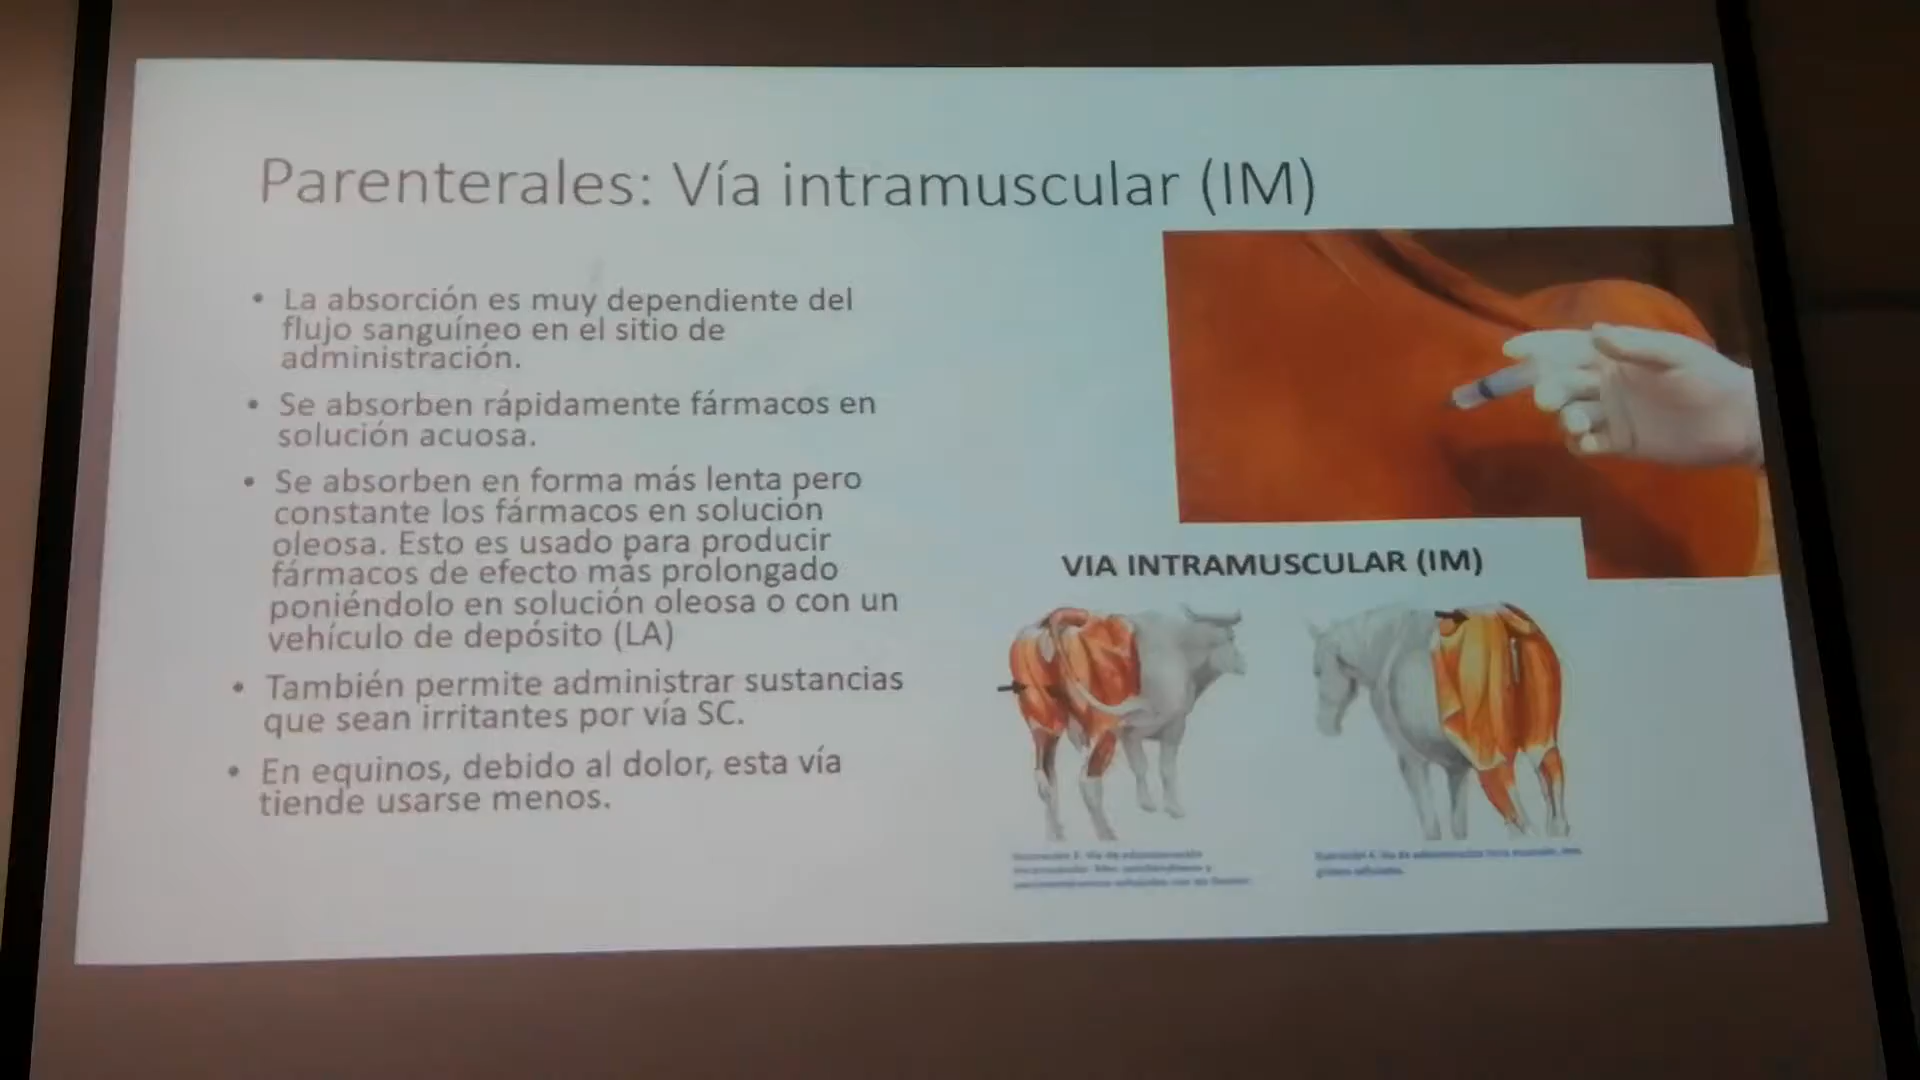 Parenterales: Vía intramuscular (IM)
• La absorción es muy dependiente del
flujo sanguíneo en el sitio de
administración.
• Se absorben rápidamente fármacos en
solución acuosa.
• Se absorben en forma más lenta pero
constante los fármacos en solución
oleosa. Esto es usado para producir
fármacos de efecto más prolongado
poniéndolo en solución oleosa o con un
vehículo de depósito (LA)
• También permite administrar sustancias
que sean irritantes por vía SC.
• En equinos, debido al dolor, esta vía
tiende usarse menos.
VIA INTRAMUSCULAR (IM)